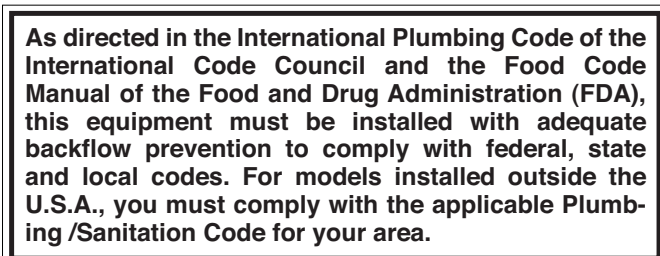 As directed in the International Plumbing Code of the
International Code Council and the Food Code
Manual of the Food and Drug Administration (FDA),
this equipment must be installed with adequate
backflow prevention to comply with federal, state
and local codes. For models installed outside the
U.S.A., you must comply with the applicable Plumb-
ing /Sanitation Code for your area.